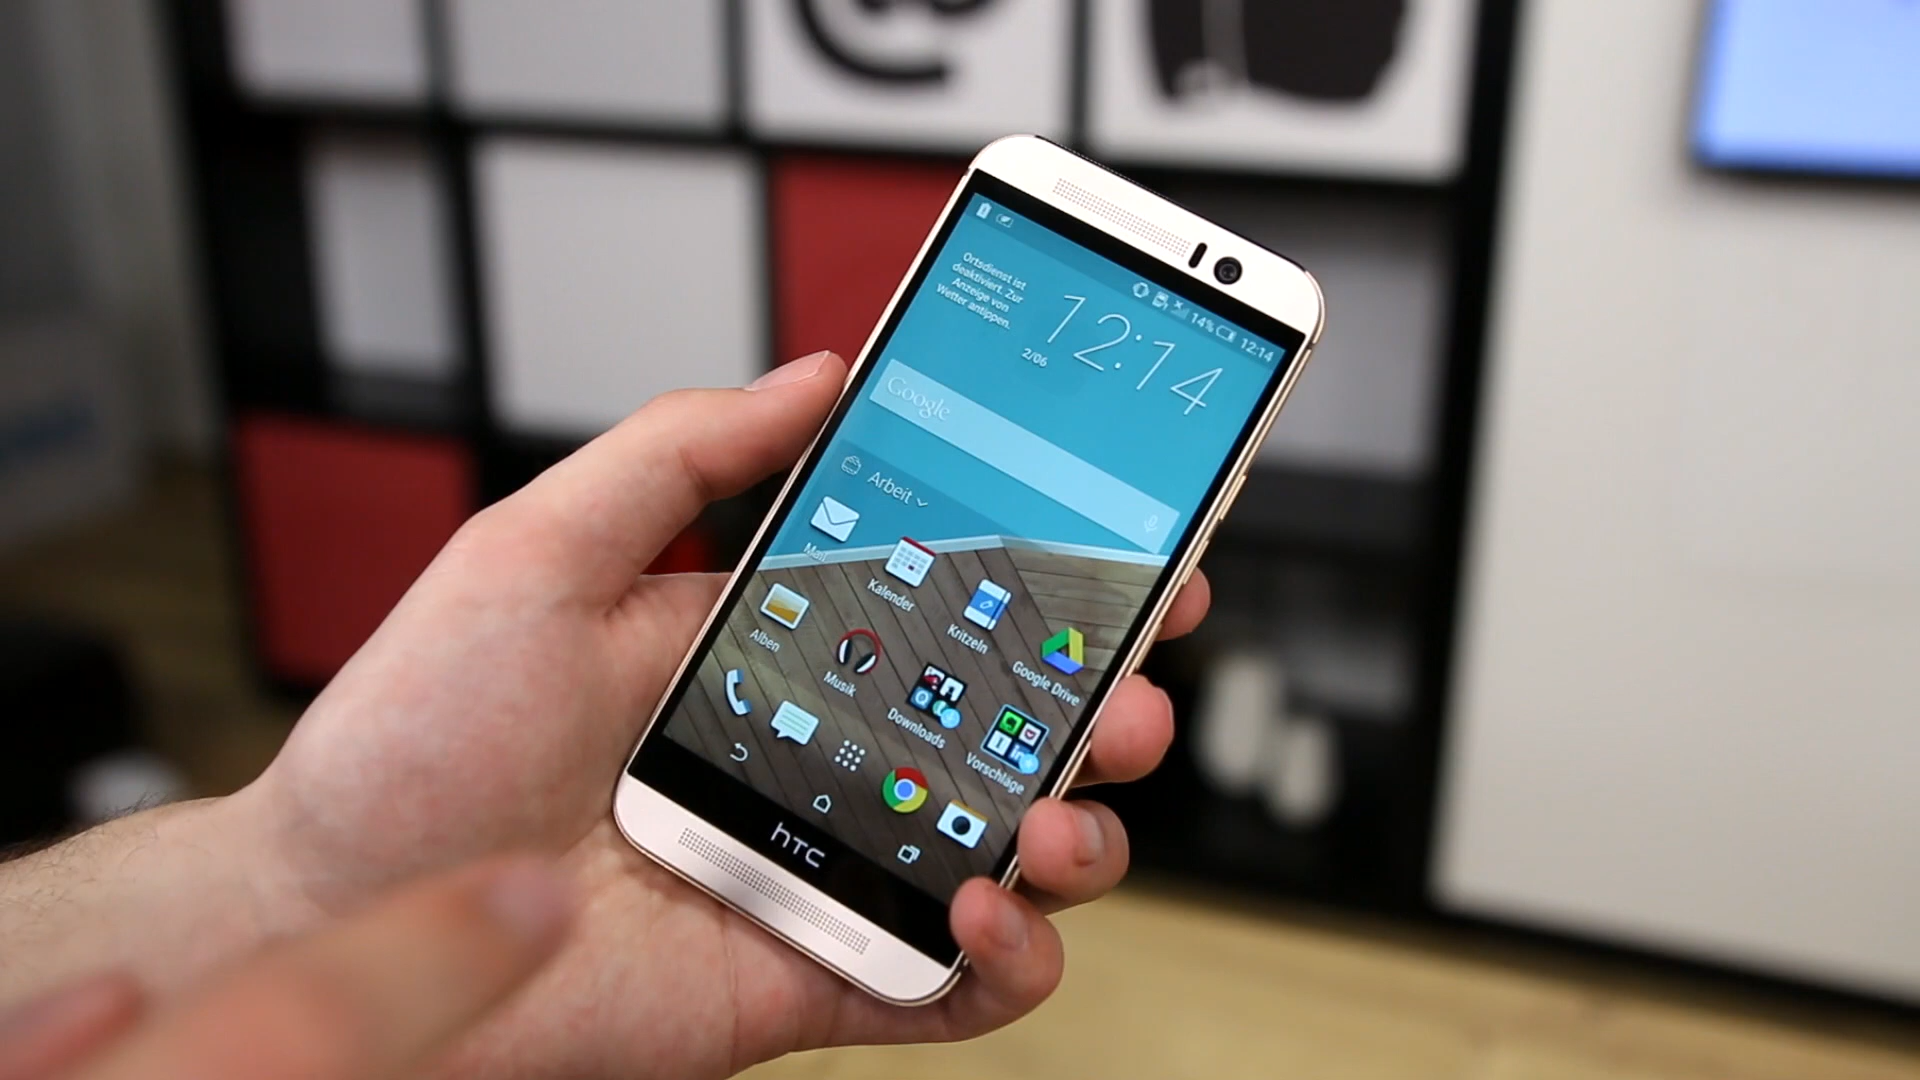 14% 12:14
Ortsdienst ist
deaktiviert. Zur
Anzeige von
Wetter antippen.
12:14
2/06
Google
Arbeit
Mail
Kalender
Kritzeln
Google Drive
Alben
Musik
Downloads
Vorschläge
hTC